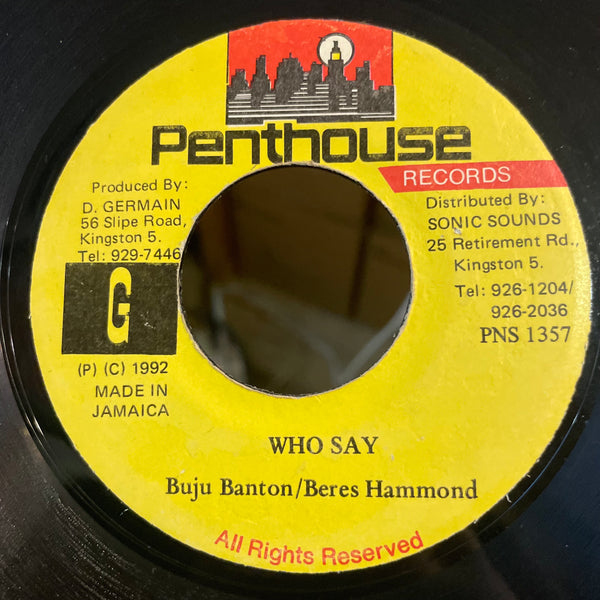 Penthouse
RECORDS
Produced By:
D. GERMAIN
56 Slipe Road,
Kingston 5.
Tel: 929-7446
G
(P) (C) 1992
MADE IN
JAMAICA
Distributed By:
SONIC SOUNDS
25 Retirement Rd.,
Kingston 5.
Tel: 926-1204/
926-2036
PNS 1357
WHO SAY
Buju Banton/Beres Hammond
All Rights Reserved